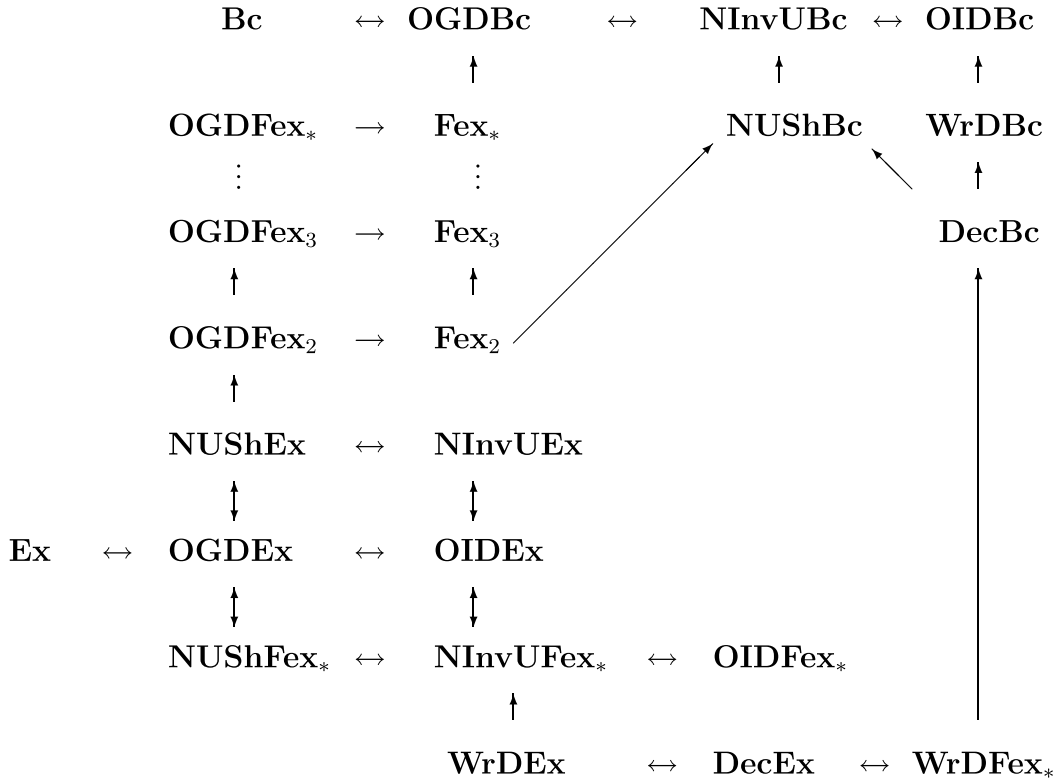 Bc ↔ OGDBc ↔ NInvUBc ↔ OIDBc
OGDFex∗ → Fex∗ NUShBc WrDBc
⋮ ⋮
OGDFex₃ → Fex₃ DecBc
OGDFex₂ → Fex₂
NUShEx ↔ NInvUEx
Ex ↔ OGDEx ↔ OIDEx
NUShFex∗ ↔ NInvUFex∗ ↔ OIDFex∗
WrDEx ↔ DecEx ↔ WrDFex∗